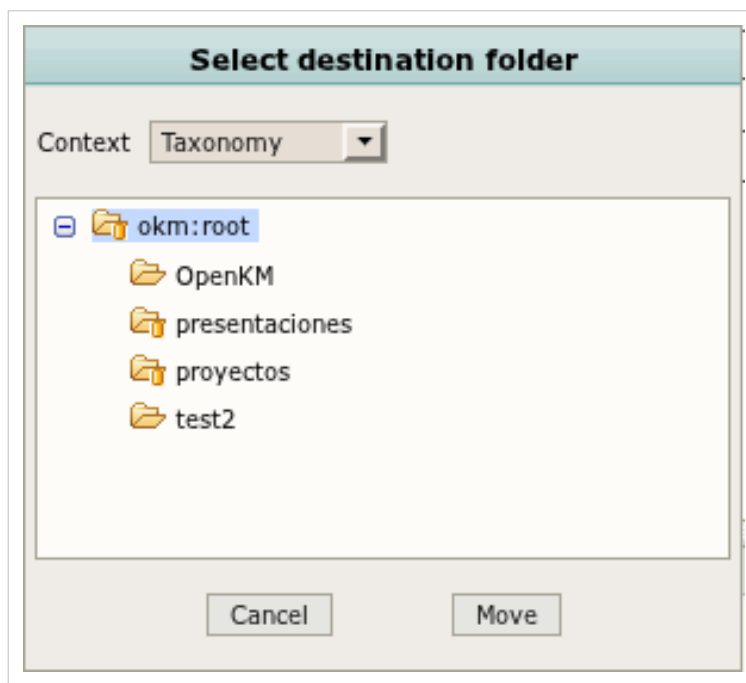 Select destination folder
Context Taxonomy
okm:root
OpenKM
presentaciones
proyectos
test2
Cancel Move